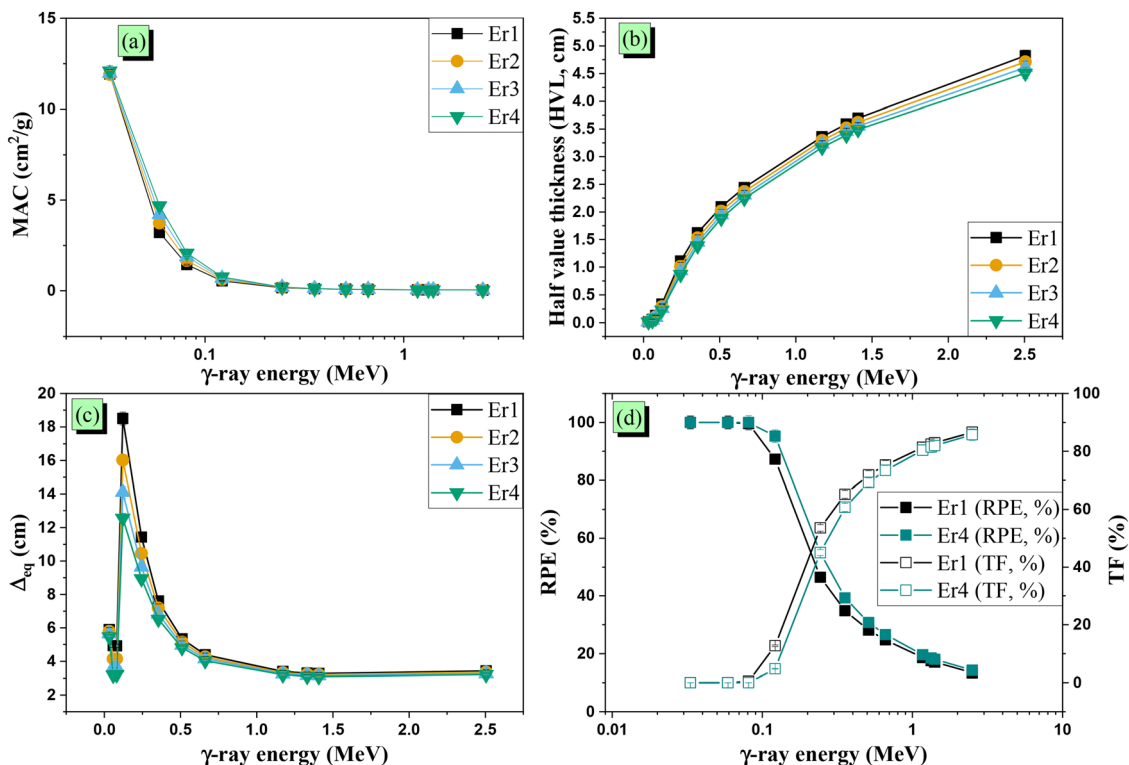 (a)
Er1
Er2
Er3
Er4
15
10
5
0
MAC (cm²/g)
0.1
1
γ-ray energy (MeV)
(b)
Er1
Er2
Er3
Er4
5.5
5.0
4.5
4.0
3.5
3.0
2.5
2.0
1.5
1.0
0.5
0.0
Half value thickness (HVL, cm)
0.0 0.5 1.0 1.5 2.0 2.5
γ-ray energy (MeV)
(c)
Er1
Er2
Er3
Er4
20
18
16
14
12
10
8
6
4
2
Δeq (cm)
0.0 0.5 1.0 1.5 2.0 2.5
γ-ray energy (MeV)
(d)
Er1 (RPE, %)
Er4 (RPE, %)
Er1 (TF, %)
Er4 (TF, %)
100
80
60
40
20
0
RPE (%)
100
80
60
40
20
0
TF (%)
0.01 0.1 1 10
γ-ray energy (MeV)